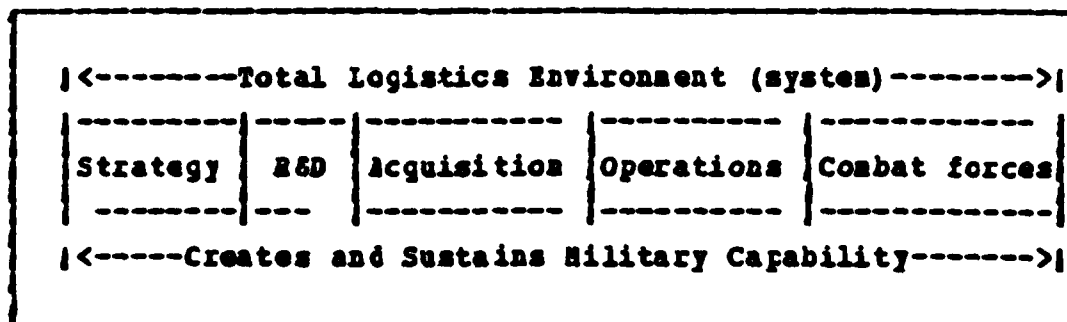 |<--------Total Logistics Environment (system)-------->|
Strategy | R&D | Acquisition | Operations | Combat forces
|<-----Creates and Sustains Military Capability------->|